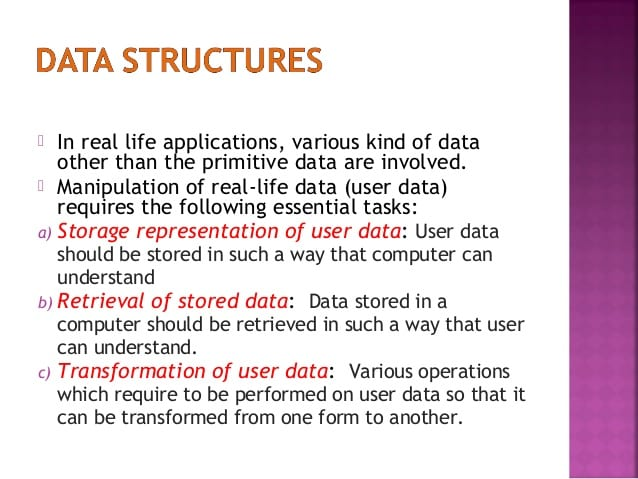 DATA STRUCTURES
In real life applications, various kind of data
other than the primitive data are involved.
Manipulation of real-life data (user data)
requires the following essential tasks:
a) Storage representation of user data: User data
should be stored in such a way that computer can
understand
b) Retrieval of stored data: Data stored in a
computer should be retrieved in such a way that user
can understand.
c) Transformation of user data: Various operations
which require to be performed on user data so that it
can be transformed from one form to another.